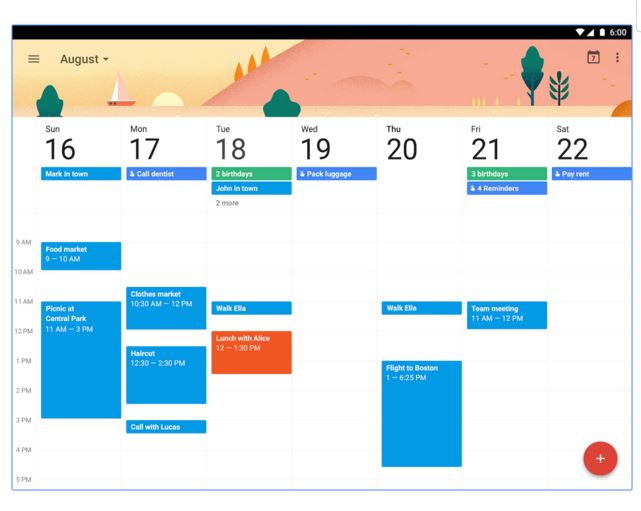 6:00
August
7
Sun
Mon
Tue
Wed
Thu
Fri
Sat
16
17
18
19
20
21
22
Mark in town
Call dentist
2 birthdays
Pack luggage
3 birthdays
Pay rent
John in town
4 Reminders
2 more
9 AM
Food market
9 — 10 AM
10 AM
Clothes market
10:30 AM — 12 PM
11 AM
Picnic at
Central Park
11 AM — 3 PM
Walk Ella
Walk Ella
Team meeting
11 AM — 12 PM
12 PM
Lunch with Alice
12 — 1:30 PM
Haircut
12:30 — 2:30 PM
1 PM
Flight to Boston
1 — 6:25 PM
2 PM
3 PM
Call with Lucas
4 PM
5 PM